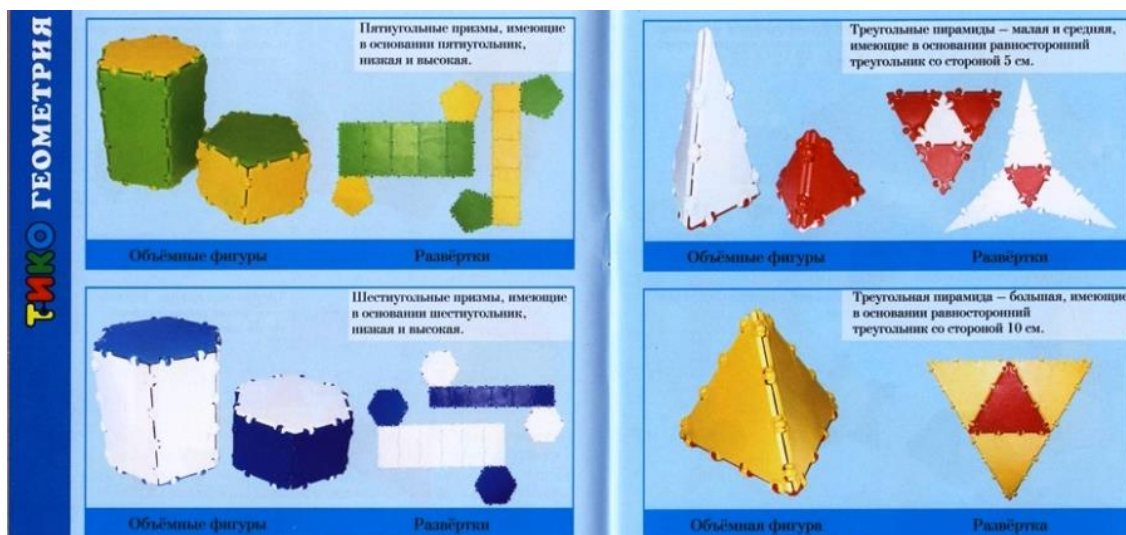 ТИКО ГЕОМЕТРИЯ
Пятиугольные призмы, имеющие
в основании пятиугольник,
низкая и высокая.
Объёмные фигуры
Развёртки
Шестиугольные призмы, имеющие
в основании шестиугольник,
низкая и высокая.
Объёмные фигуры
Развёртки
Треугольные пирамиды – малая и средняя,
имеющие в основании равносторонний
треугольник со стороной 5 см.
Объёмные фигуры
Развёртки
Треугольная пирамида – большая, имеющие
в основании равносторонний
треугольник со стороной 10 см.
Объёмная фигура
Развёртка